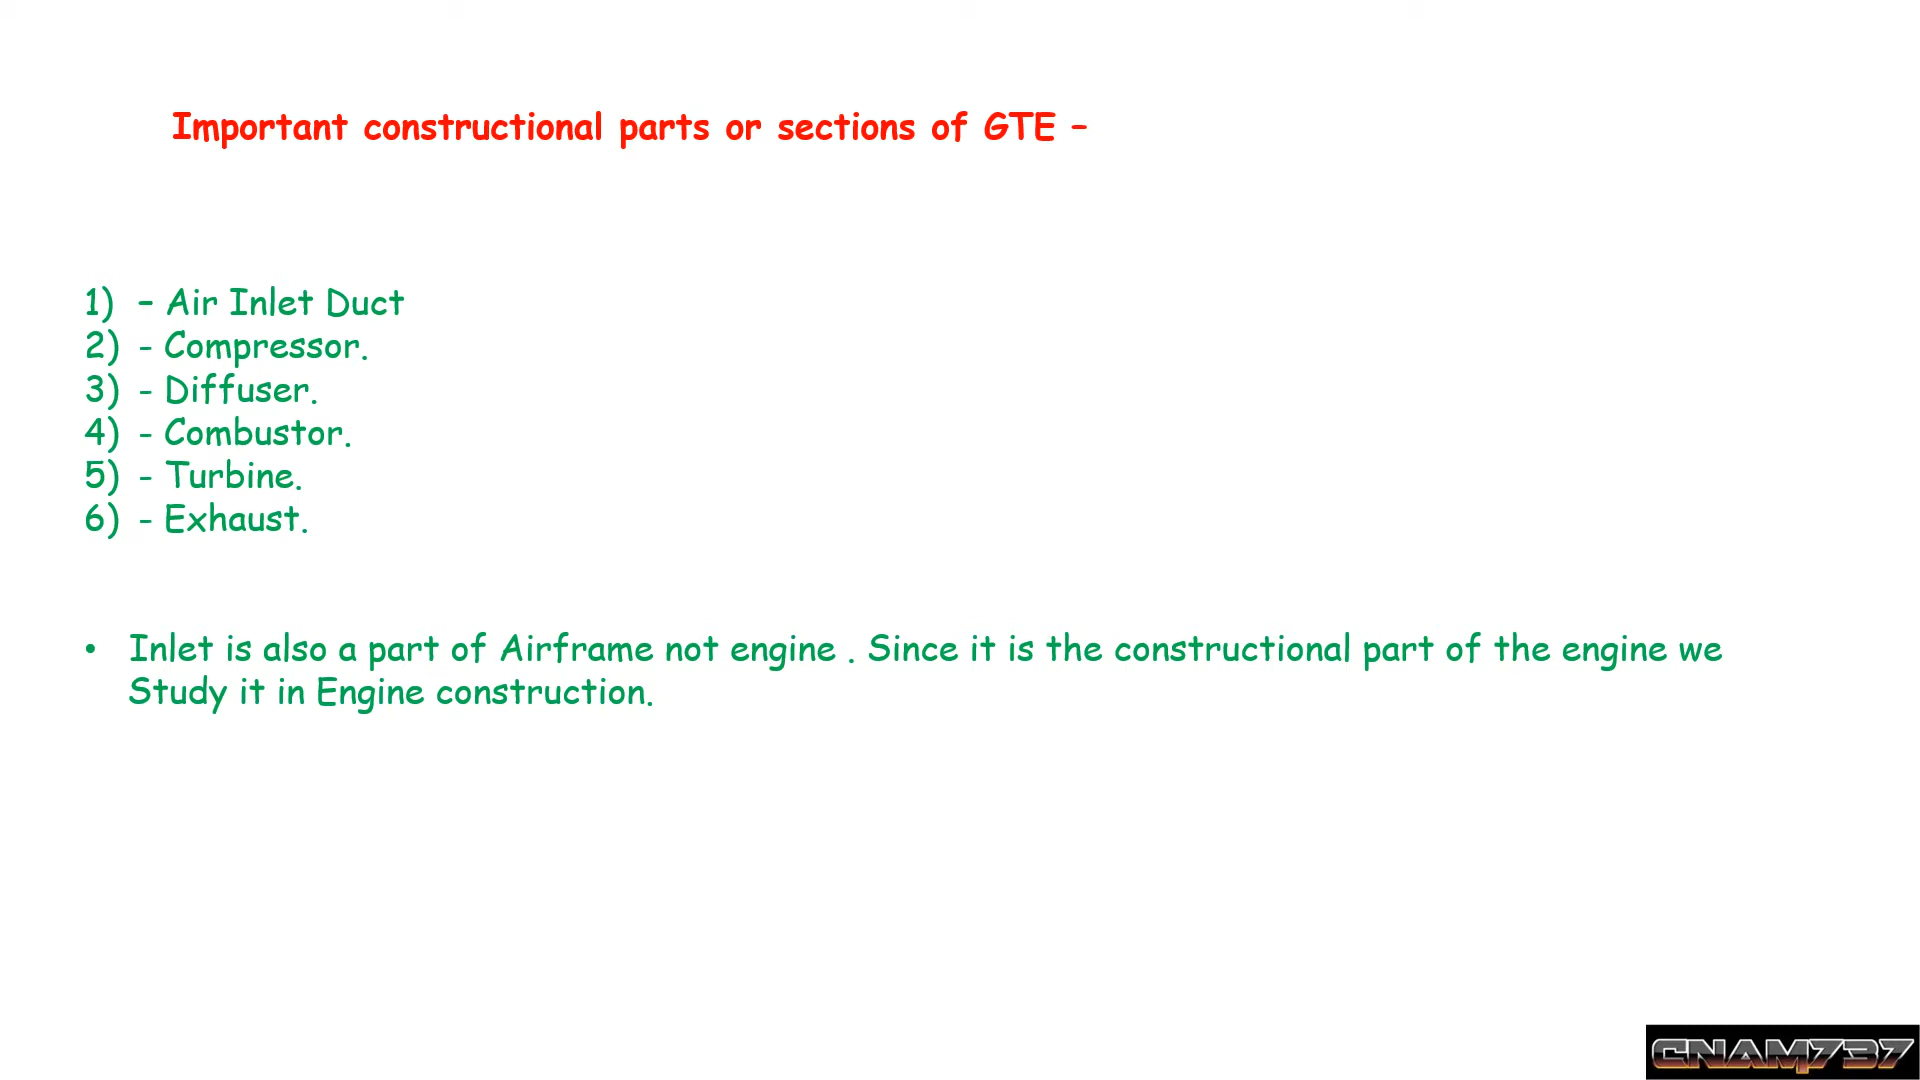 Important constructional parts or sections of GTE –
1) – Air Inlet Duct
2) - Compressor.
3) - Diffuser.
4) - Combustor.
5) - Turbine.
6) - Exhaust.
• Inlet is also a part of Airframe not engine . Since it is the constructional part of the engine we
Study it in Engine construction.
CNAM737